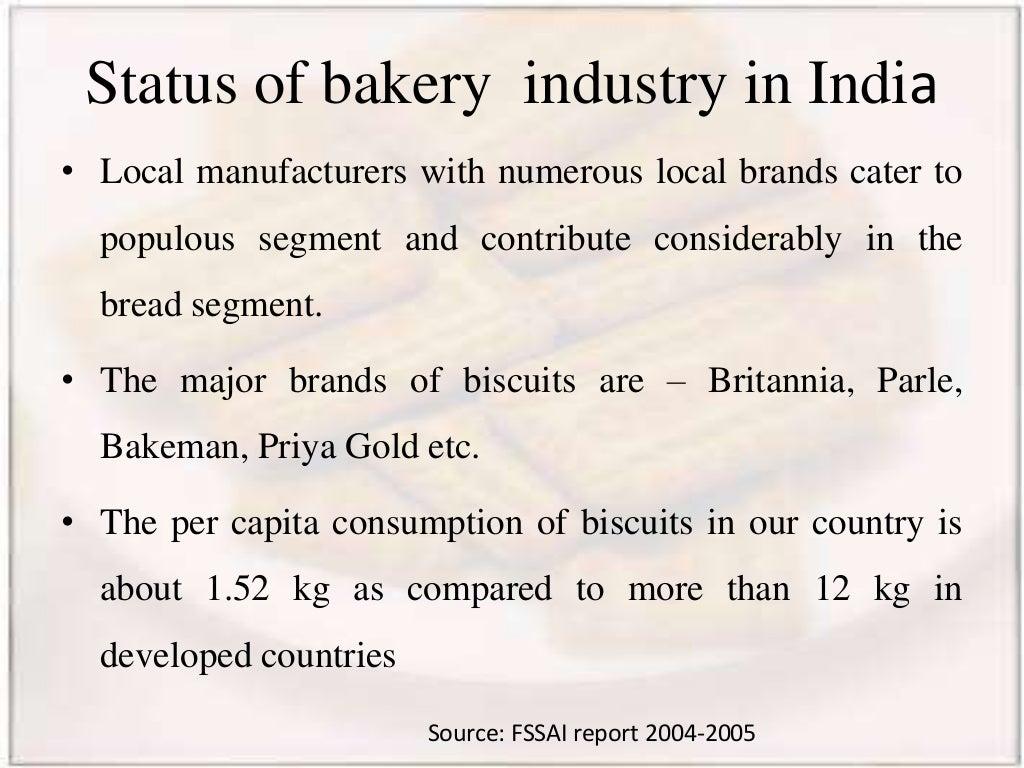 Status of bakery industry in India
• Local manufacturers with numerous local brands cater to
populous segment and contribute considerably in the
bread segment.
• The major brands of biscuits are – Britannia, Parle,
Bakeman, Priya Gold etc.
• The per capita consumption of biscuits in our country is
about 1.52 kg as compared to more than 12 kg in
developed countries
Source: FSSAI report 2004-2005